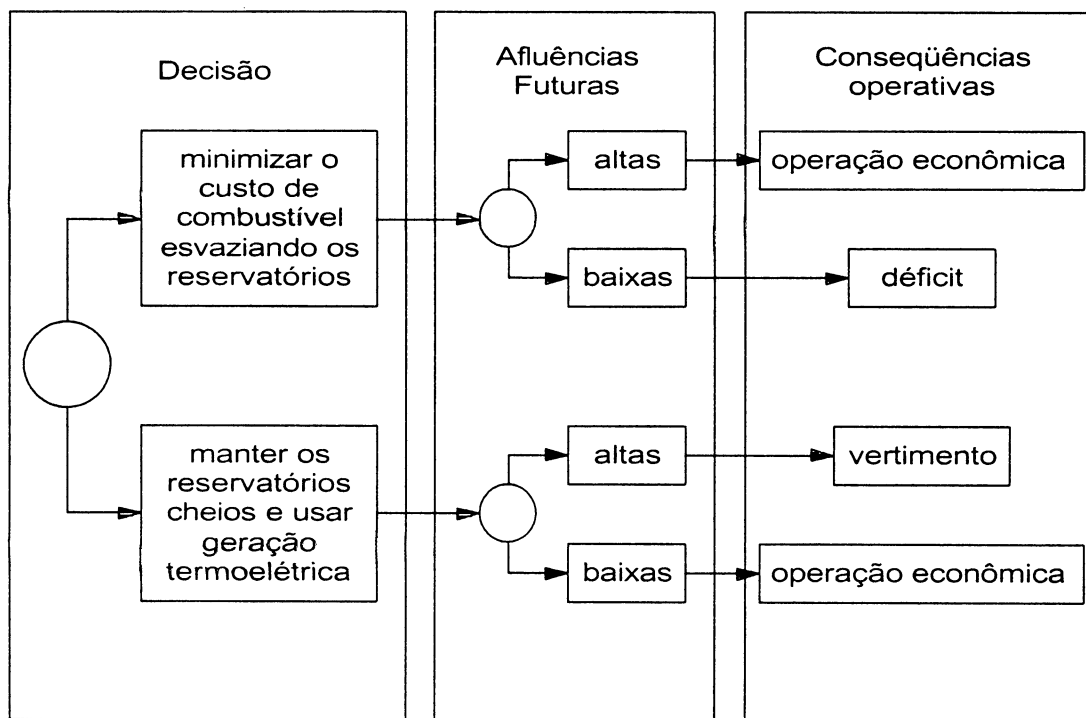 Decisão
Afluências
Futuras
Conseqüências
operativas
minimizar o
custo de
combustível
esvaziando os
reservatórios
altas
operação econômica
baixas
déficit
manter os
reservatórios
cheios e usar
geração
termoelétrica
altas
vertimento
baixas
operação econômica